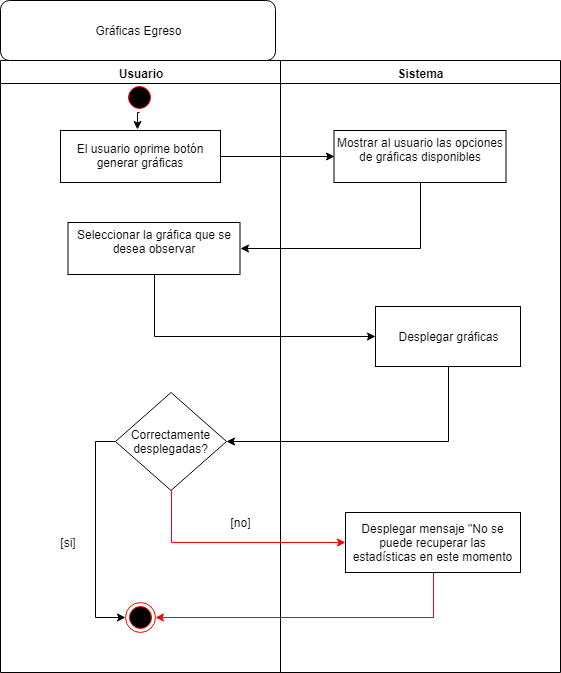 Gráficas Egreso
Usuario
Sistema
El usuario oprime botón
generar gráficas
Mostrar al usuario las opciones
de gráficas disponibles
Seleccionar la gráfica que se
desea observar
Desplegar gráficas
Correctamente
desplegadas?
[no]
Desplegar mensaje "No se
puede recuperar las
estadísticas en este momento
[si]